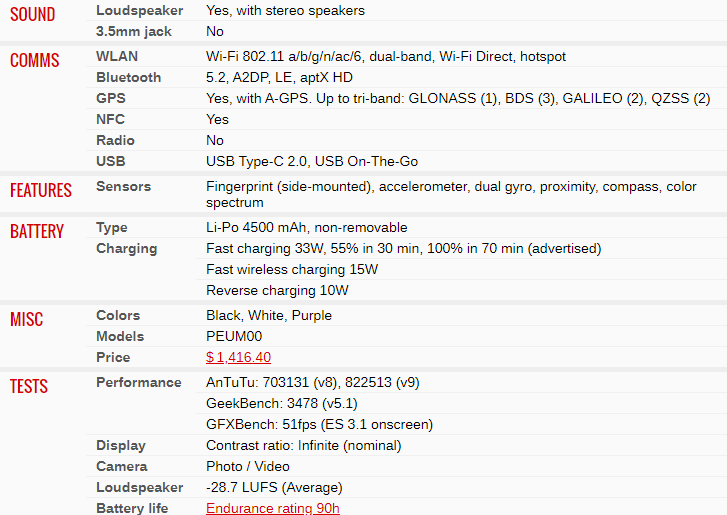 SOUND Loudspeaker Yes, with stereo speakers
3.5mm jack No
COMMS WLAN Wi-Fi 802.11 a/b/g/n/ac/6, dual-band, Wi-Fi Direct, hotspot
Bluetooth 5.2, A2DP, LE, aptX HD
GPS Yes, with A-GPS. Up to tri-band: GLONASS (1), BDS (3), GALILEO (2), QZSS (2)
NFC Yes
Radio No
USB USB Type-C 2.0, USB On-The-Go
FEATURES Sensors Fingerprint (side-mounted), accelerometer, dual gyro, proximity, compass, color
spectrum
BATTERY Type Li-Po 4500 mAh, non-removable
Charging Fast charging 33W, 55% in 30 min, 100% in 70 min (advertised)
Fast wireless charging 15W
Reverse charging 10W
MISC Colors Black, White, Purple
Models PEUM00
Price $ 1,416.40
TESTS Performance AnTuTu: 703131 (v8), 822513 (v9)
GeekBench: 3478 (v5.1)
GFXBench: 51fps (ES 3.1 onscreen)
Display Contrast ratio: Infinite (nominal)
Camera Photo / Video
Loudspeaker -28.7 LUFS (Average)
Battery life Endurance rating 90h